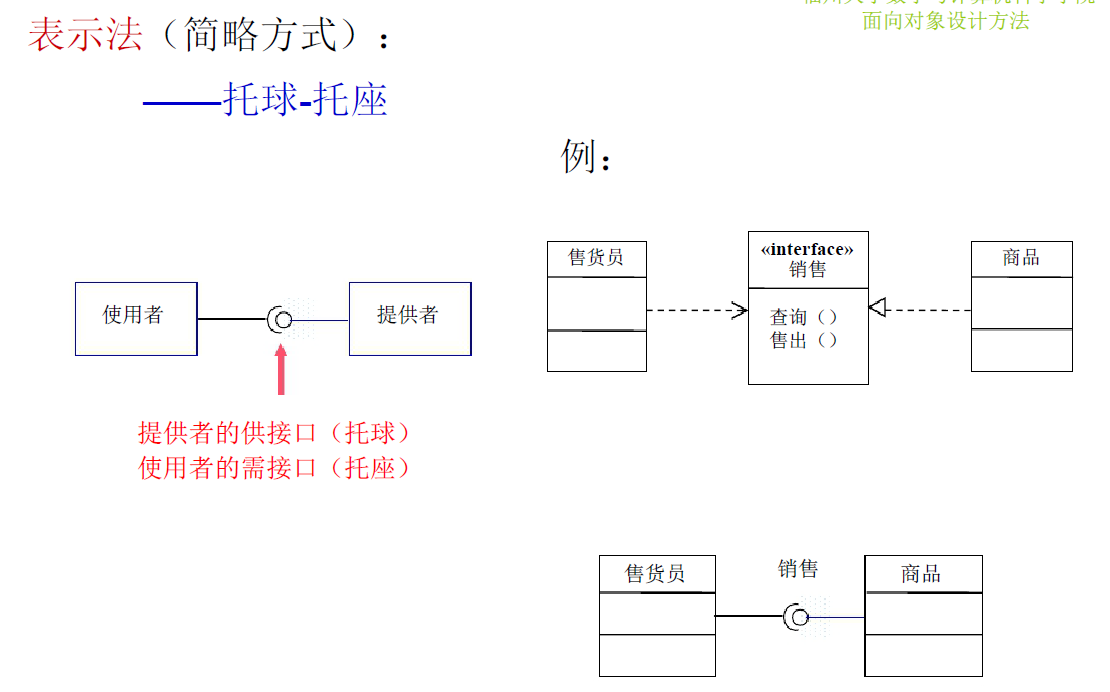 面向对象设计方法
表示法（简略方式）：
——托球-托座
例：
使用者
提供者
提供者的供接口（托球）
使用者的需接口（托座）
售货员
«interface»
销售
查询（）
售出（）
商品
售货员
销售
商品